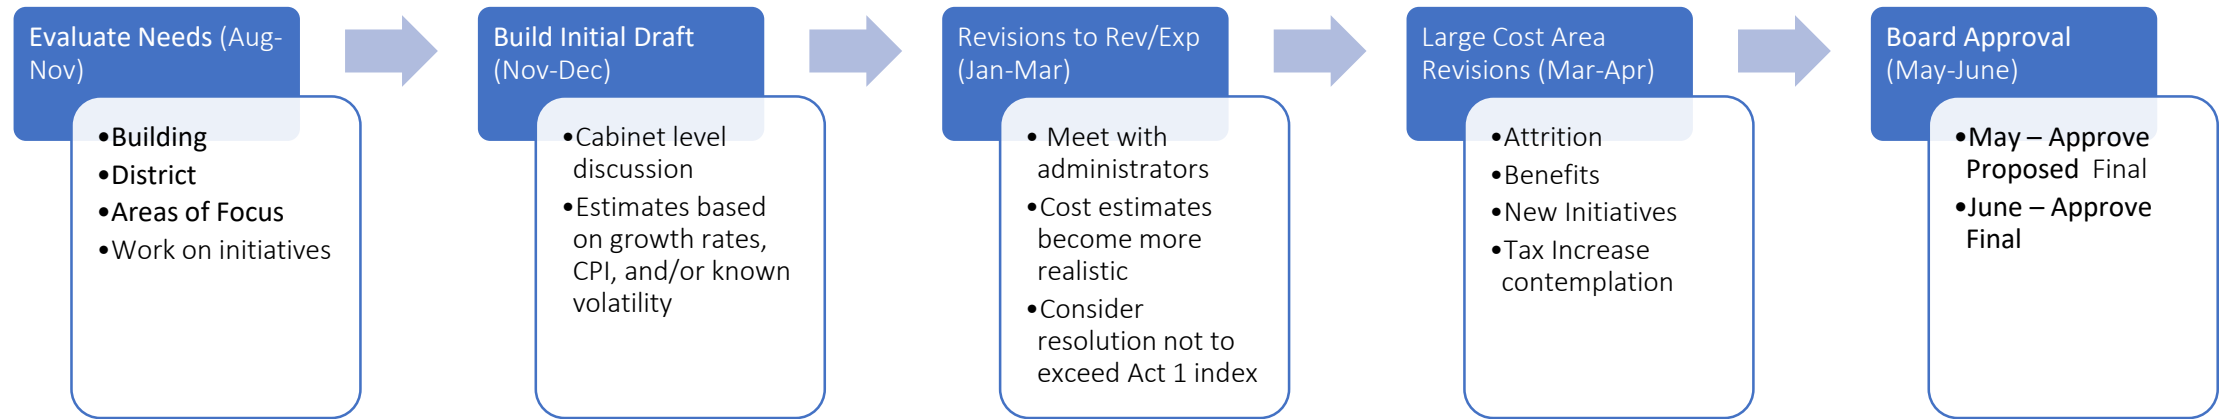 Evaluate Needs (Aug-
Nov)
•Building
•District
•Areas of Focus
•Work on initiatives
Build Initial Draft
(Nov-Dec)
•Cabinet level
discussion
•Estimates based
on growth rates,
CPI, and/or known
volatility
Revisions to Rev/Exp
(Jan-Mar)
• Meet with
administrators
•Cost estimates
become more
realistic
•Consider
resolution not to
exceed Act 1 index
Large Cost Area
Revisions (Mar-Apr)
•Attrition
•Benefits
•New Initiatives
•Tax Increase
contemplation
Board Approval
(May-June)
•May – Approve
Proposed  Final
•June – Approve
Final